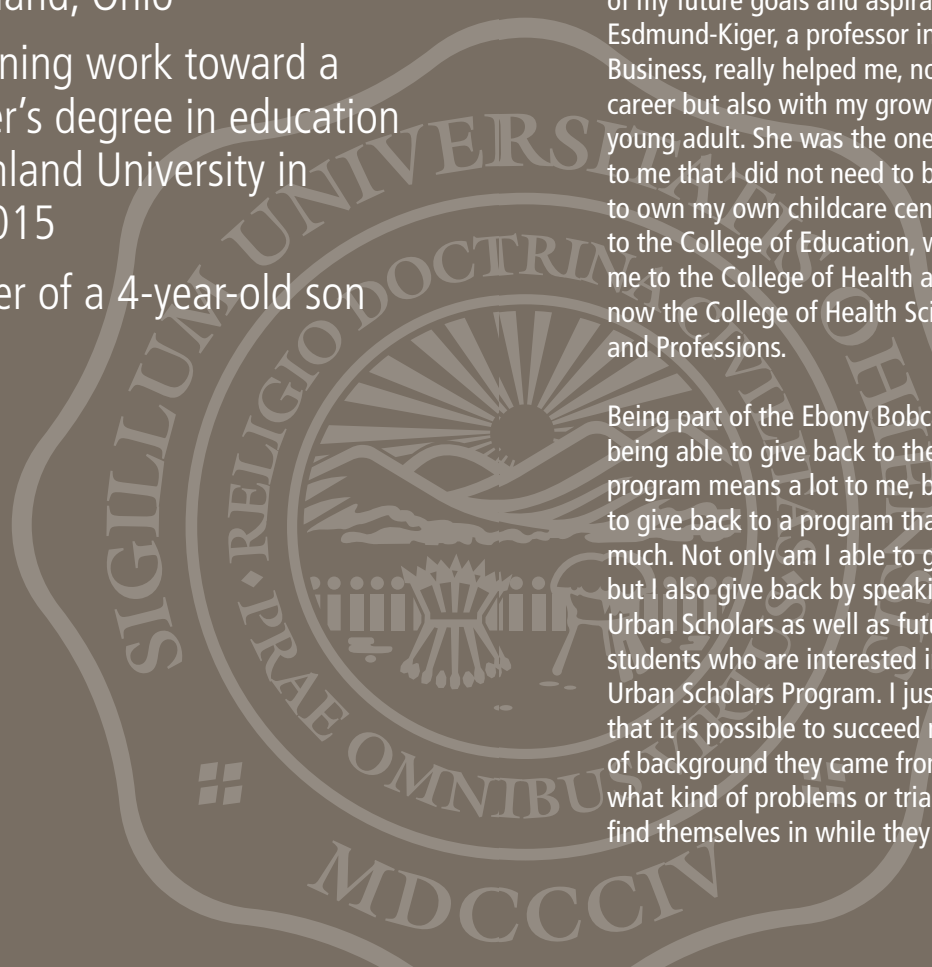 land, Ohio
ning work toward a
er's degree in education
hland University in
015
er of a 4-year-old son
of my future goals and aspira
Esdmund-Kiger, a professor in
Business, really helped me, no
career but also with my grow
young adult. She was the one
to me that I did not need to b
to own my own childcare cen
to the College of Education, w
me to the College of Health a
now the College of Health Sci
and Professions.
Being part of the Ebony Bobc
being able to give back to the
program means a lot to me, b
to give back to a program tha
much. Not only am I able to g
but I also give back by speaki
Urban Scholars as well as futu
students who are interested i
Urban Scholars Program. I jus
that it is possible to succeed r
of background they came from
what kind of problems or tria
find themselves in while they
SIGILLUM UNIVERSITATIS OHIENSIS
RELIGIO DOCTRINA CIVILITAS
PRAE OMNIBUS VIRTUS
MDCCCIV